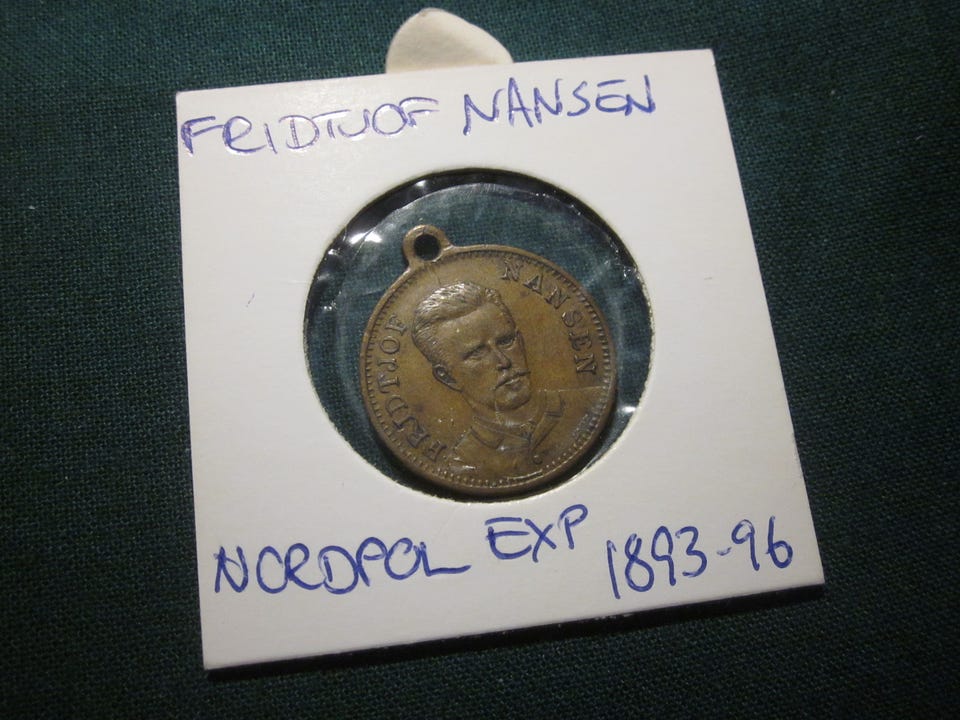 FRIDTJOF NANSEN
FRIDTJOF NANSEN
NORDPOL EXP 1893-96